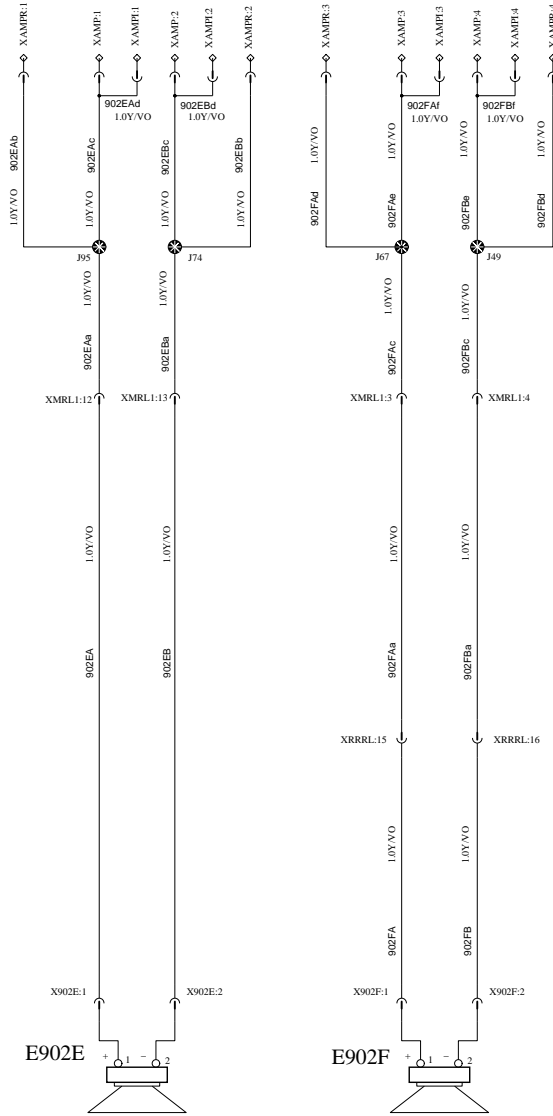 XAMPR:1
XAMP:1
XAMPI:1
XAMP:2
XAMPI:2
XAMPR:2
XAMPR:3
XAMP:3
XAMPI:3
XAMP:4
XAMPI:4
902EAd
1.0Y/VO
902EBd
1.0Y/VO
902FAf
1.0Y/VO
902FBf
1.0Y/VO
902EAb
902EAc
902EBc
902EBb
1.0Y/VO
1.0Y/VO
1.0Y/VO
1.0Y/VO
1.0Y/VO
1.0Y/VO
1.0Y/VO
1.0Y/VO
902FAd
902FAe
902FBe
902FBd
J95
J74
J67
J49
1.0Y/VO
1.0Y/VO
1.0Y/VO
1.0Y/VO
902EAa
902EBa
902FAc
902FBc
XMRL1:12
XMRL1:13
XMRL1:3
XMRL1:4
1.0Y/VO
1.0Y/VO
1.0Y/VO
1.0Y/VO
902EA
902EB
902FAa
902FBa
XRRRL:15
XRRRL:16
1.0Y/VO
1.0Y/VO
902FA
902FB
X902E:1
X902E:2
X902F:1
X902F:2
E902E
+ 1 − 2
E902F
+ 1 − 2